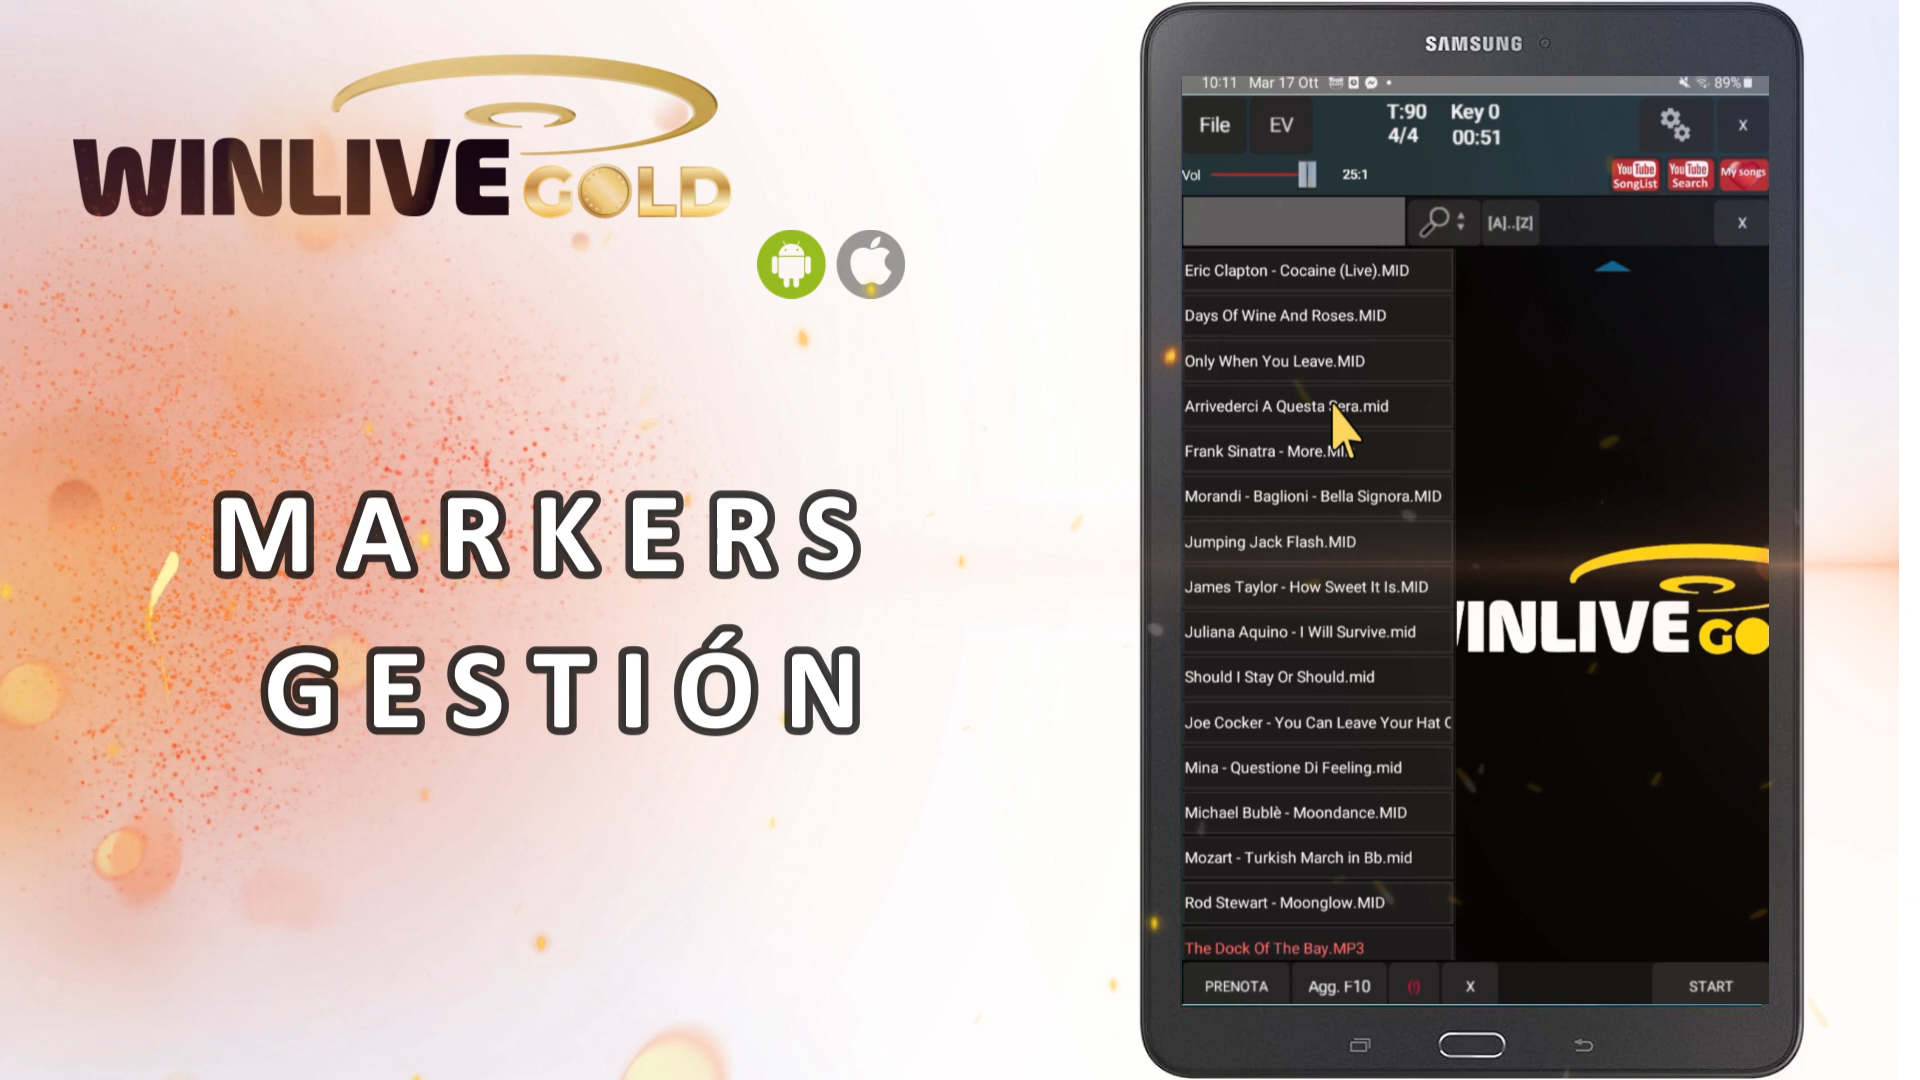 WINLIVE GOLD
MARKERS
GESTIÓN
SAMSUNG
10:11 Mar 17 Ott
89%
File
EV
T:90
4/4
Key 0
00:51
X
Vol
25:1
YouTube SongList
YouTube Search
My songs
[A]..[Z]
X
Eric Clapton - Cocaine (Live).MID
Days Of Wine And Roses.MID
Only When You Leave.MID
Arrivederci A Questa Sera.mid
Frank Sinatra - More.MI
Morandi - Baglioni - Bella Signora.MID
Jumping Jack Flash.MID
James Taylor - How Sweet It Is.MID
Juliana Aquino - I Will Survive.mid
Should I Stay Or Should.mid
Joe Cocker - You Can Leave Your Hat
Mina - Questione Di Feeling.mid
Michael Bublè - Moondance.MID
Mozart - Turkish March in Bb.mid
Rod Stewart - Moonglow.MID
The Dock Of The Bay.MP3
WINLIVE GO
PRENOTA
Agg. F10
(!)
X
START